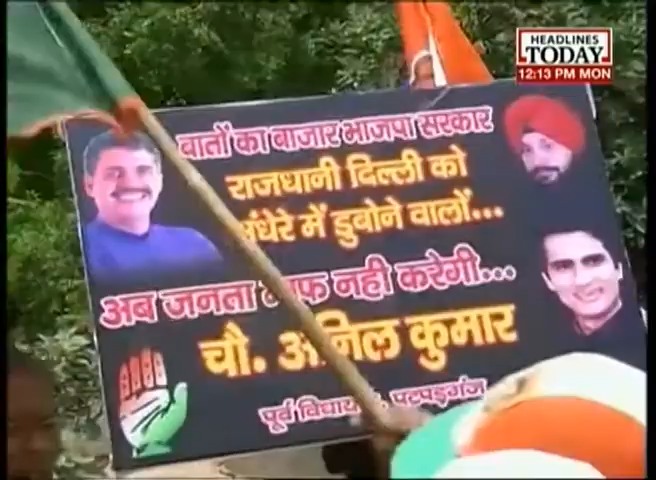 HEADLINES
TODAY
12:13 PM MON
वातों का बाजार भाजपा सरकार
राजधानी दिल्ली को
अंधेरे में डुबोने वालों...
अब जनता माफ नही करेगी...
चौ. अनिल कुमार
पूर्व विधायक पटपड़गंज